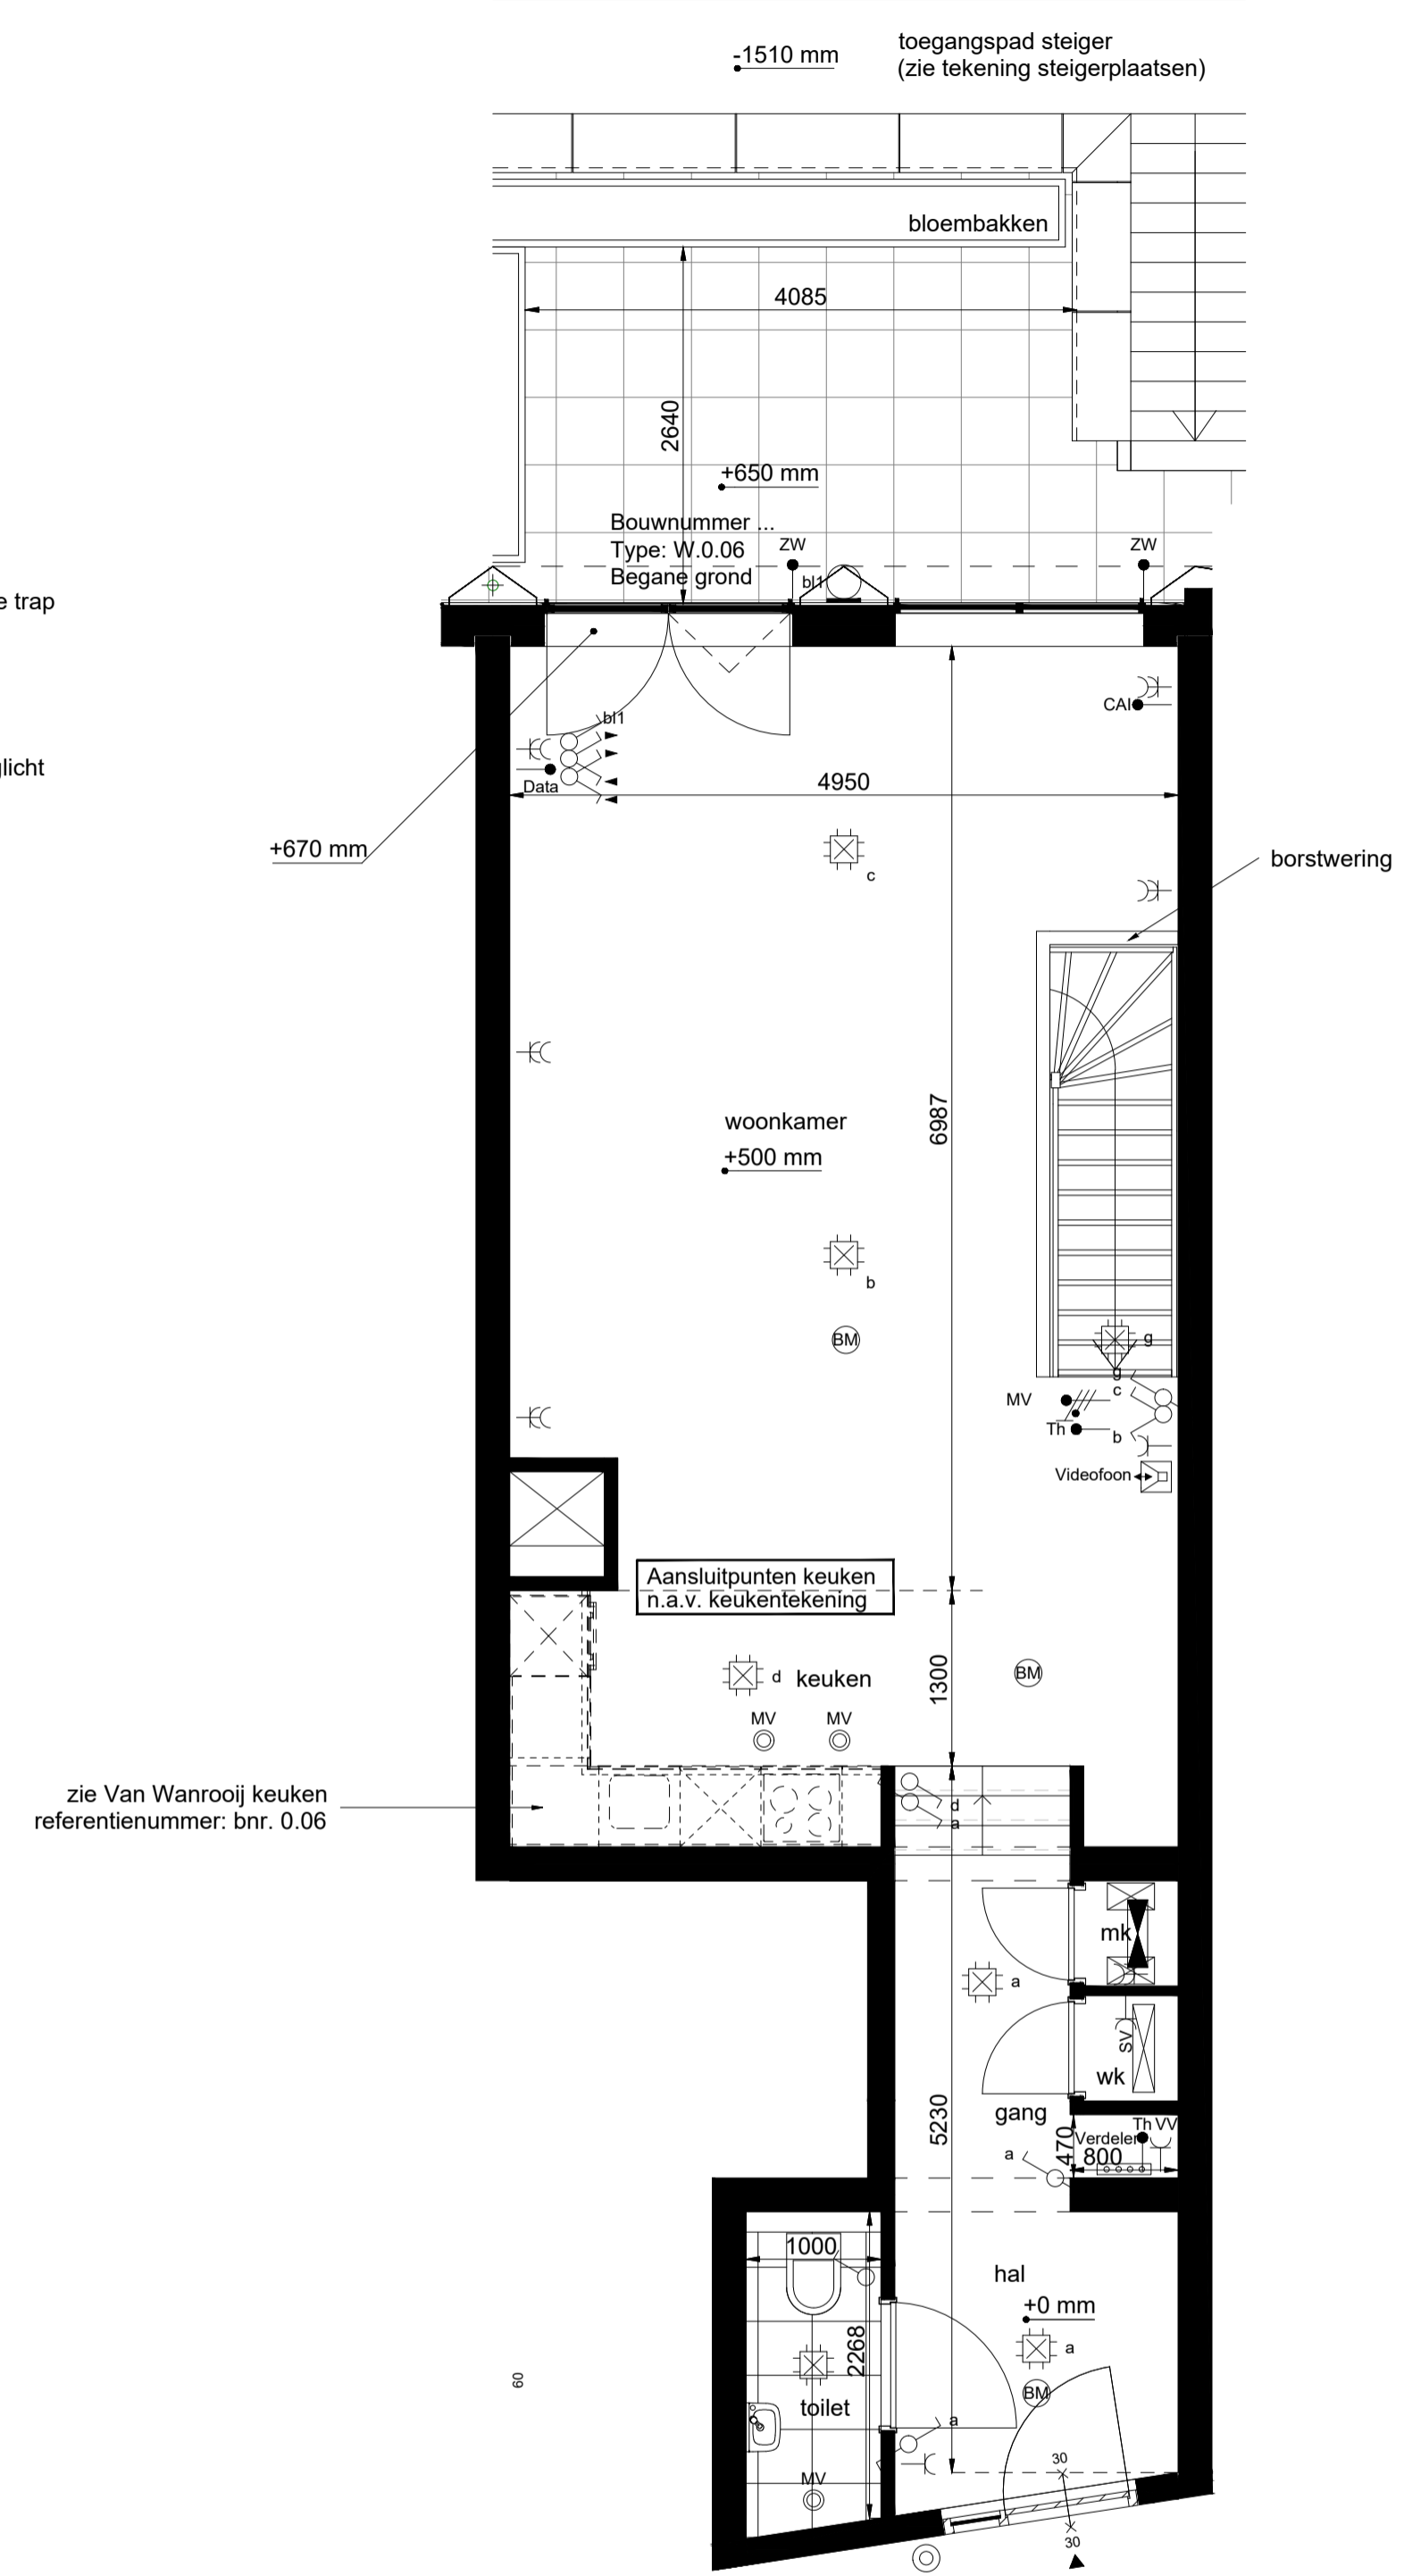 -1510 mm
toegangspad steiger
(zie tekening steigerplaatsen)
bloembakken
4085
2640
+650 mm
Bouwnummer ...
Type: W.0.06
Begane grond
ZW
ZW
bl1
e trap
CAI
bl1
licht
Data
4950
+670 mm
c
borstwering
6987
woonkamer
+500 mm
b
BM
g
g
MV
c
Th
b
Videofoon
Aansluitpunten keuken
n.a.v. keukentekening
d
keuken
BM
1300
MV
MV
zie Van Wanrooij keuken
referentienummer: bnr. 0.06
d
a
mk
a
SV
wk
gang
5230
470
Th VV
Verdeler
800
a
1000
hal
+0 mm
2268
a
60
BM
toilet
a
30
MV
30